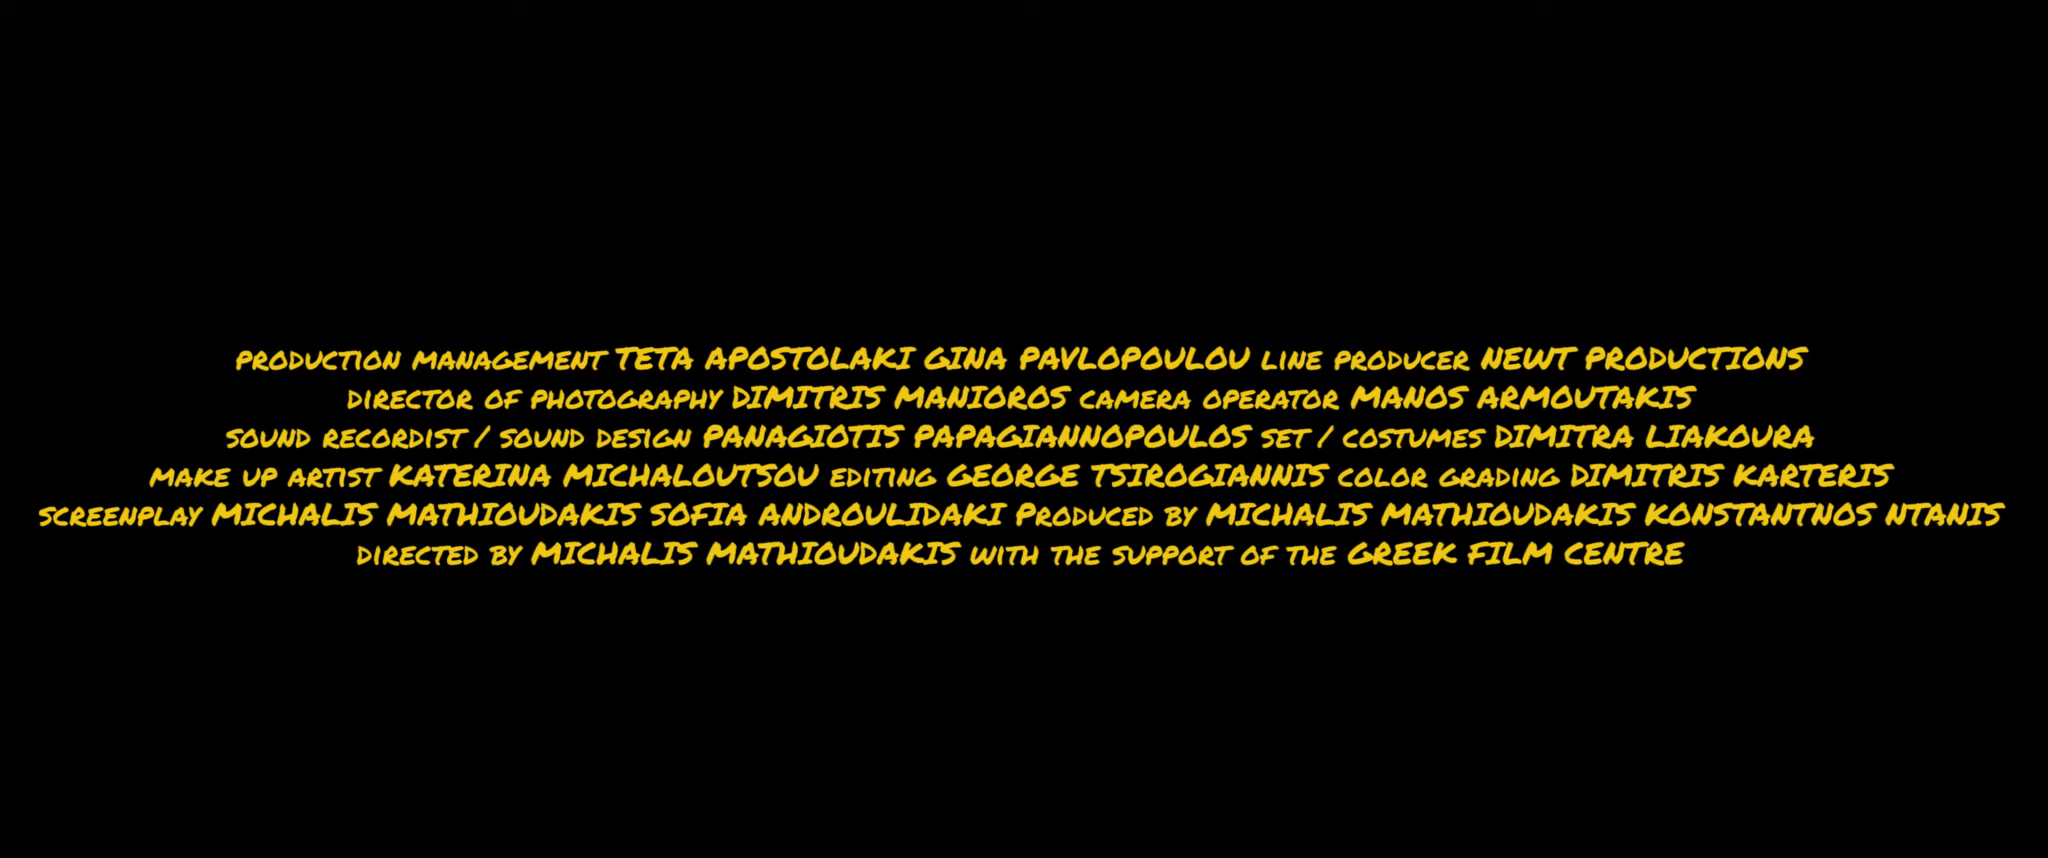 PRODUCTION MANAGEMENT TETA APOSTOLAKI GINA PAVLOPOULOU LINE PRODUCER NEWT PRODUCTIONS
DIRECTOR OF PHOTOGRAPHY DIMITRIS MANIOROS CAMERA OPERATOR MANOS ARMOUTAKIS
SOUND RECORDIST / SOUND DESIGN PANAGIOTIS PAPAGIANNOPOULOS SET / COSTUMES DIMITRA LIAKOURA
MAKE UP ARTIST KATERINA MICHALOUTSOU EDITING GEORGE TSIROGIANNIS COLOR GRADING DIMITRIS KARTERIS
SCREENPLAY MICHALIS MATHIOUDAKIS SOFIA ANDROULIDAKI PRODUCED BY MICHALIS MATHIOUDAKIS KONSTANTNOS NTANIS
DIRECTED BY MICHALIS MATHIOUDAKIS WITH THE SUPPORT OF THE GREEK FILM CENTRE